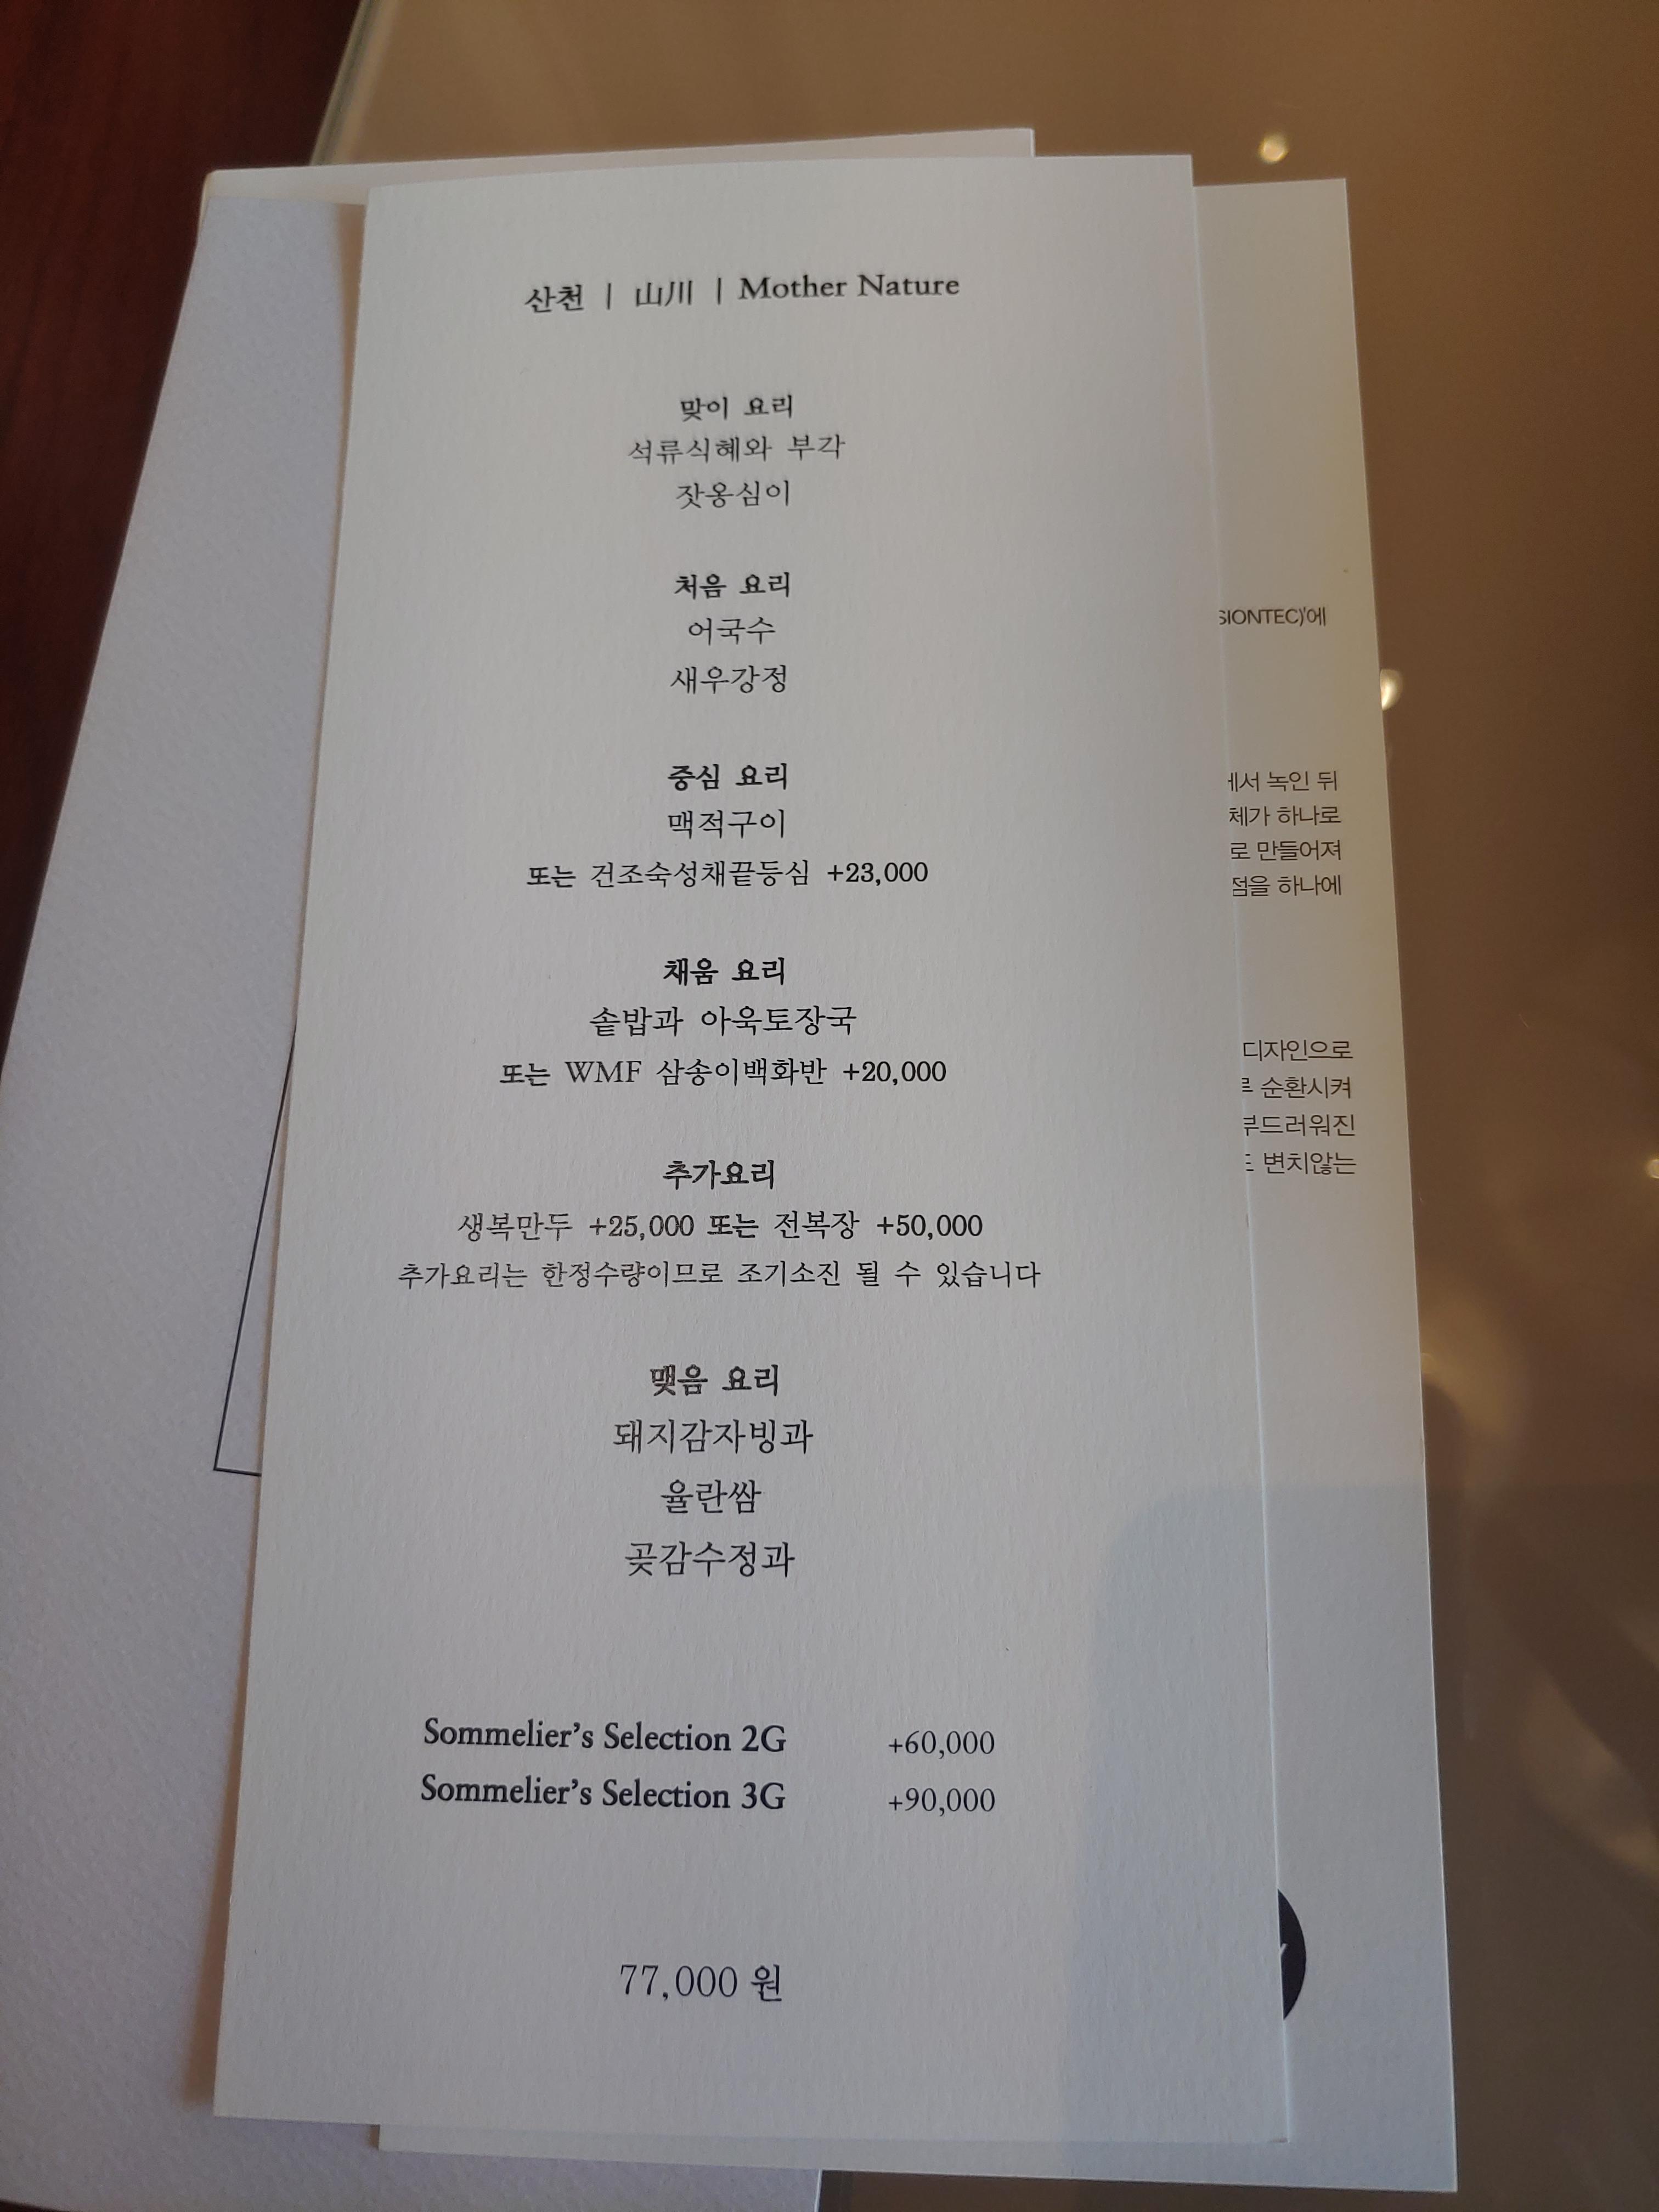 산천 | 山川 | Mother Nature
맞이 요리
석류식혜와 부각
잣옹심이
처음 요리
어국수
새우강정
중심 요리
맥적구이
또는 건조숙성채끝등심 +23,000
채움 요리
솥밥과 아욱토장국
또는 WMF 삼송이백화반 +20,000
추가요리
생복만두 +25,000 또는 전복장 +50,000
추가요리는 한정수량이므로 조기소진 될 수 있습니다
맺음 요리
돼지감자빙과
율란쌈
곶감수정과
Sommelier's Selection 2G +60,000
Sommelier's Selection 3G +90,000
77,000 원
SIONTEC)'에
에서 녹인 뒤
체가 하나로
로 만들어져
점을 하나에
디자인으로
순환시켜
부드러워진
변치않는